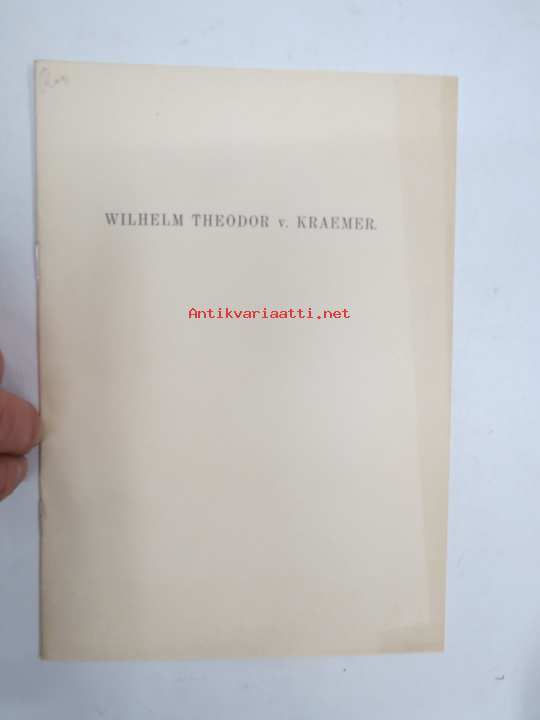 WILHELM THEODOR v. KRAEMER.
Antikvariaatti.net